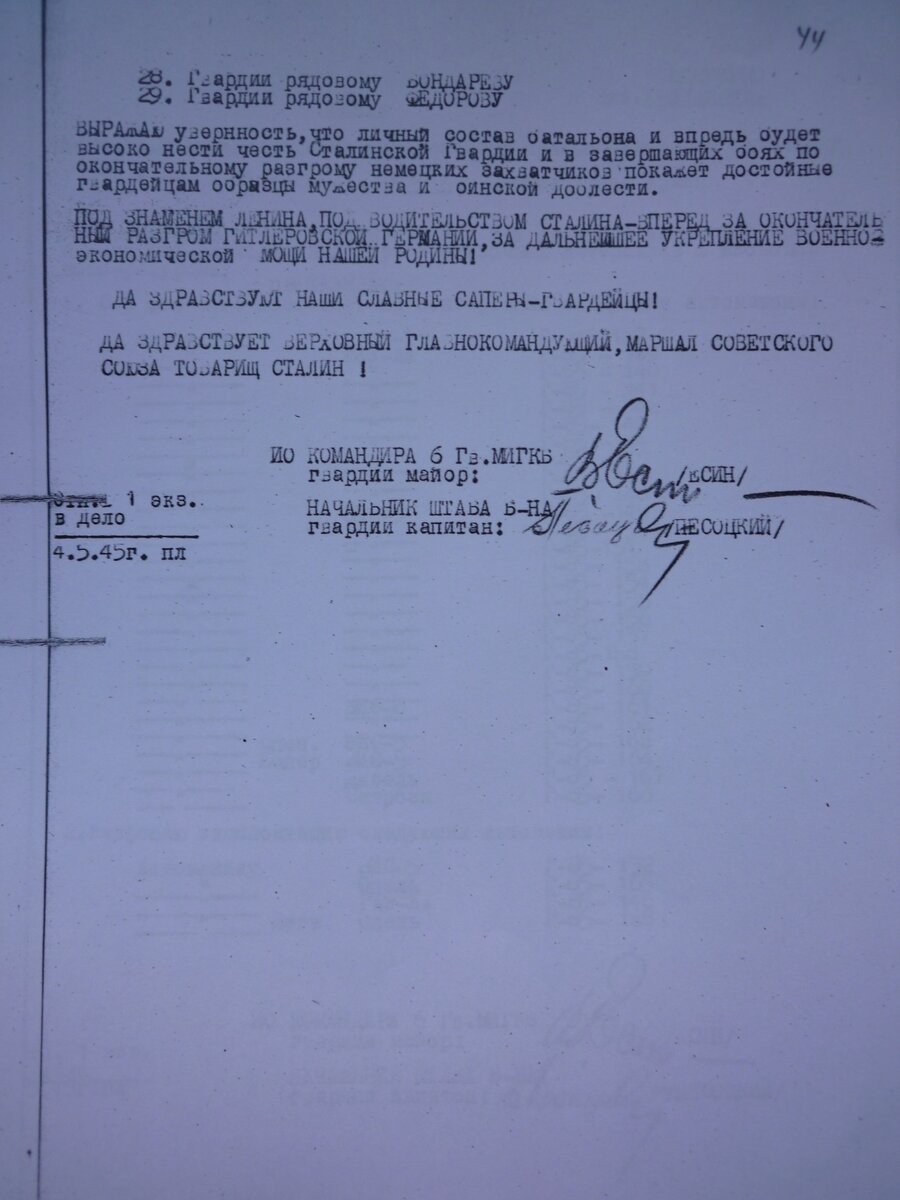 44
28. Гвардии рядовому БОНДАРЕВУ
29. Гвардии рядовому ФЕДОРОВУ
ВЫРАЖАЮ увернность,что личный состав батальона и впредь будет
высоко нести честь Сталинской Гвардии и в завершающих боях по
окончательному разгрому немецких захватчиков покажет достойные
гвардейцам образцы мужества и оинской доблести.
ПОД ЗНАМЕНЕМ ЛЕНИНА, ПОД ВОДИТЕЛЬСТВОМ СТАЛИНА-ВПЕРЕД ЗА ОКОНЧАТЕЛЬ
НЫЙ РАЗГРОМ ГИТЛЕРОВСКОЙ ГЕРМАНИИ,ЗА ДАЛЬНЕЙШЕЕ УКРЕПЛЕНИЕ ВОЕННО-
экономической МОЩИ НАШЕЙ РОДИНЫ!
ДА ЗДРАВСТВУЮТ НАШИ СЛАВНЫЕ САПЕРЫ-ГВАРДЕЙЦЫ!
ДА ЗДРАВСТВУЕТ ВЕРХОВНЫЙ ГЛАВНОКОМАНДУЮЩИЙ,МАРШАЛ СОВЕТСКОГО
СОЮЗА ТОВАРИЩ СТАЛИН !
ИО КОМАНДИРА 6 Гв.МИГКБ
гвардии майор: /ЕСИН/
НАЧАЛЬНИК ШТАБА Б-НА
гвардии капитан: /ПЕСОЦКИЙ/
1 экз.
в дело
4.5.45г. пл